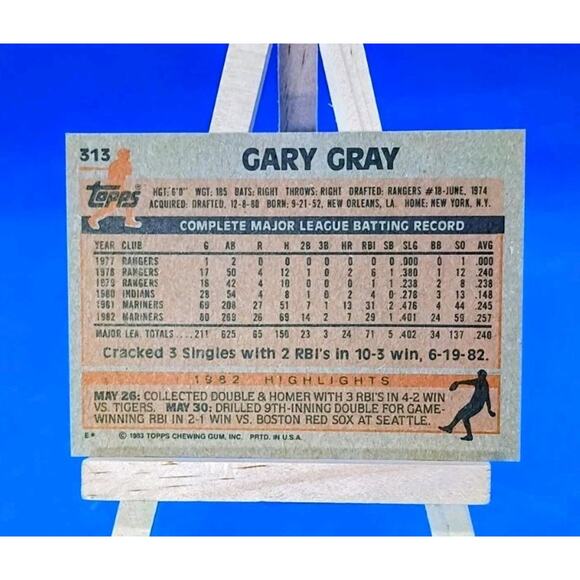 313
GARY GRAY
Topps
HGT: 6'0" WGT: 185 BATS: RIGHT THROWS: RIGHT DRAFTED: RANGERS #18-JUNE, 1974
ACQUIRED: DRAFTED, 12-8-80 BORN: 9-21-52, NEW ORLEANS, LA. HOME: NEW YORK, N.Y.
COMPLETE MAJOR LEAGUE BATTING RECORD
YEAR CLUB G AB R H 2B 3B HR RBI SB SLG BB SO AVG
1977 RANGERS 1 2 0 0 0 0 0 0 0 .000 0 1 .000
1978 RANGERS 17 50 4 12 1 0 2 6 1 .380 1 12 .240
1979 RANGERS 16 42 4 10 0 0 0 1 1 .238 2 8 .238
1980 INDIANS 28 54 4 8 1 0 2 4 0 .278 3 13 .148
1981 MARINERS 69 208 27 51 7 1 13 31 2 .476 4 44 .245
1982 MARINERS 80 269 26 69 14 2 7 29 1 .401 24 59 .257
MAJOR LEA. TOTALS 211 625 65 150 23 3 24 71 5 .402 34 137 .240
Cracked 3 Singles with 2 RBI's in 10-3 win, 6-19-82.
1982 HIGHLIGHTS
MAY 26: COLLECTED DOUBLE & HOMER WITH 3 RBI'S IN 4-2 WIN
VS. TIGERS. MAY 30: DRILLED 9TH-INNING DOUBLE FOR GAME-
WINNING RBI IN 2-1 WIN VS. BOSTON RED SOX AT SEATTLE.
E* © 1983 TOPPS CHEWING GUM, INC. PRTD. IN U.S.A.